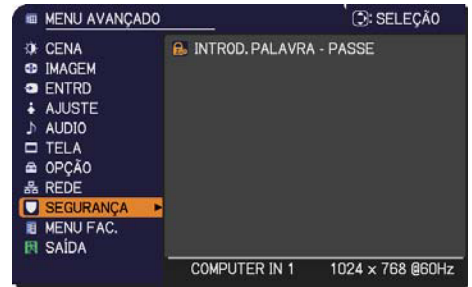 MENU AVANÇADO
: SELEÇÃO
CENA
INTROD. PALAVRA - PASSE
IMAGEM
ENTRD
AJUSTE
AUDIO
TELA
OPÇÃO
REDE
SEGURANÇA
MENU FAC.
SAÍDA
COMPUTER IN 1 1024 x 768 @60Hz